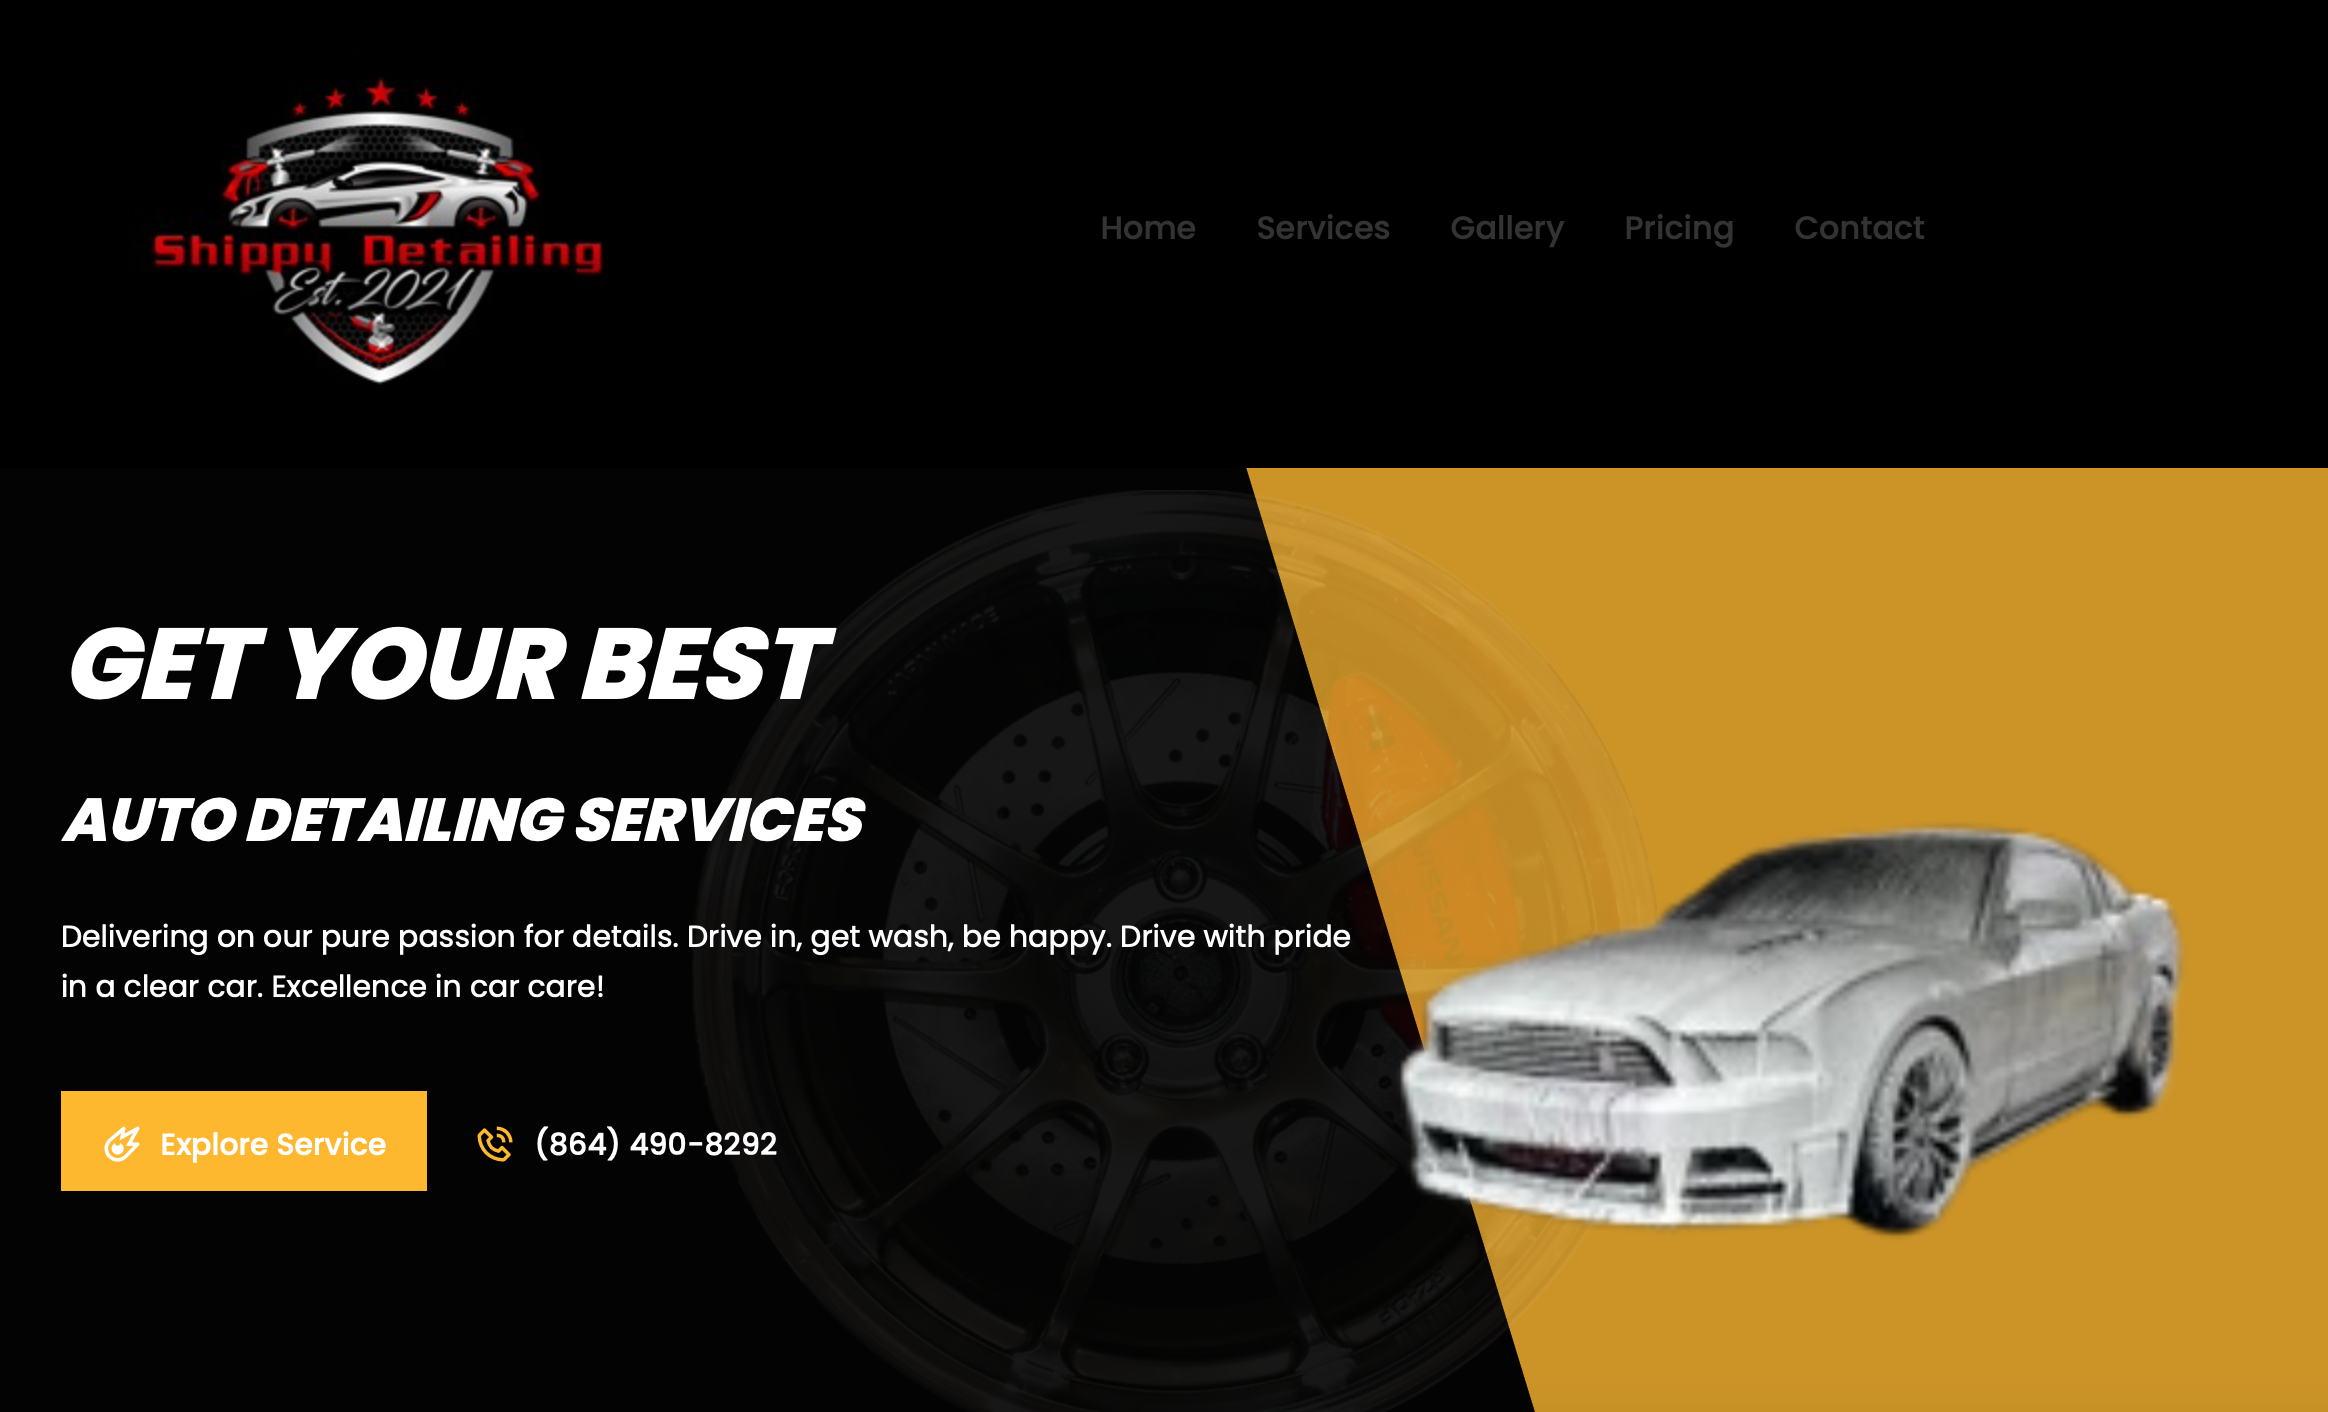 Shippy Detailing
Est. 2021
Home Services Gallery Pricing Contact
GET YOUR BEST
AUTO DETAILING SERVICES
Delivering on our pure passion for details. Drive in, get wash, be happy. Drive with pride
in a clear car. Excellence in car care!
Explore Service
(864) 490-8292
NISSAN